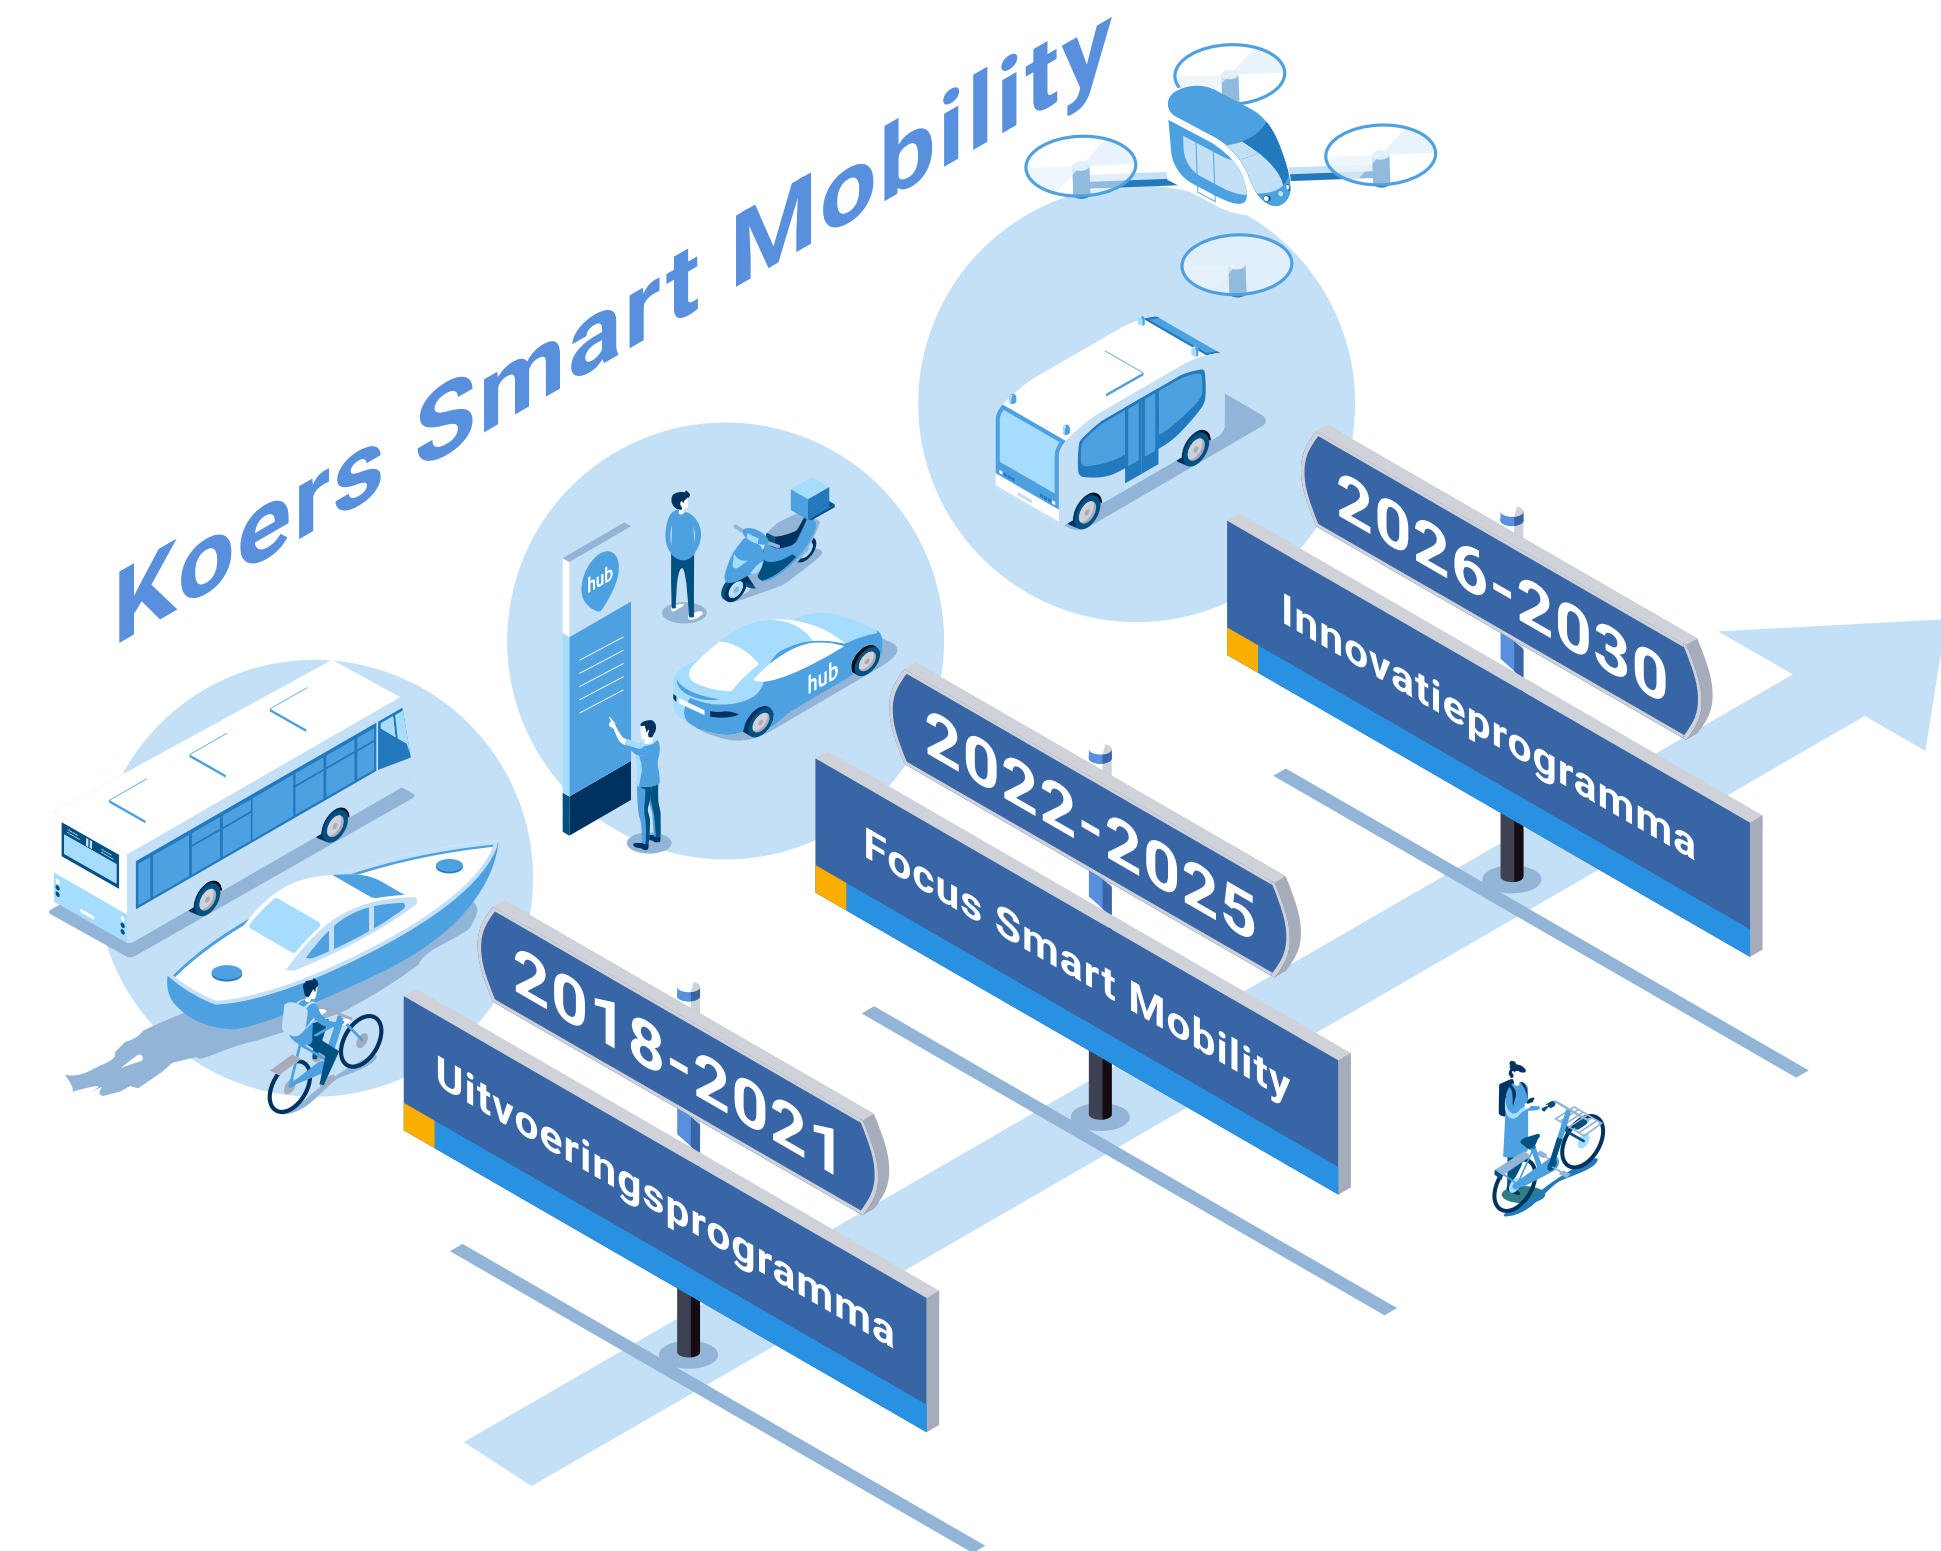 Koers Smart Mobility
hub
hub
2018-2021
Uitvoeringsprogramma
2022-2025
Focus Smart Mobility
2026-2030
Innovatieprogramma